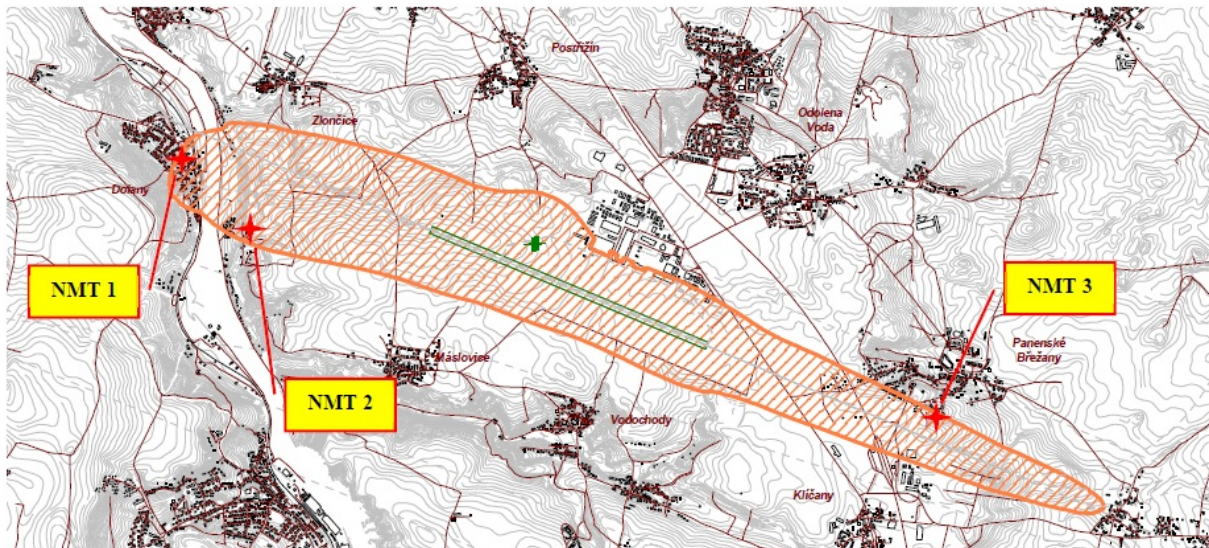 Postřižín
Odolena
Voda
Zlončice
Dolany
NMT 1
NMT 3
Panenské
Břežany
Máslovice
NMT 2
Vodochody
Klíčany